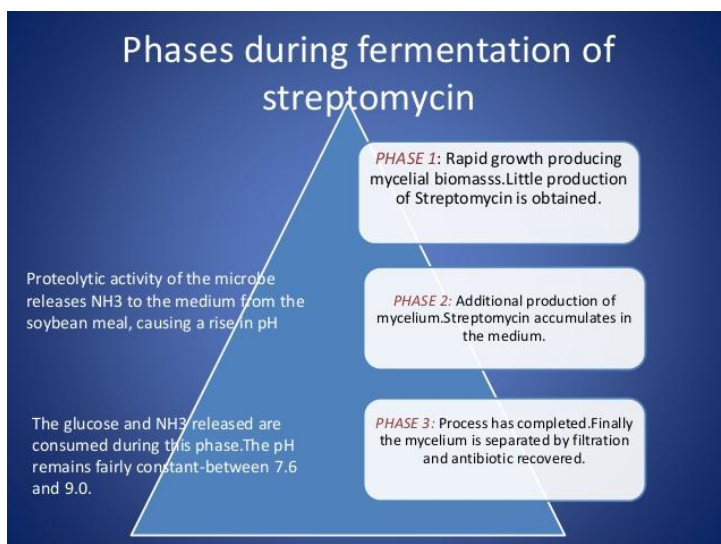 Phases during fermentation of
streptomycin
PHASE 1: Rapid growth producing
mycelial biomasss.Little production
of Streptomycin is obtained.
Proteolytic activity of the microbe
releases NH3 to the medium from the
soybean meal, causing a rise in pH
PHASE 2: Additional production of
mycelium.Streptomycin accumulates in
the medium.
The glucose and NH3 released are
consumed during this phase.The pH
remains fairly constant-between 7.6
and 9.0.
PHASE 3: Process has completed.Finally
the mycelium is separated by filtration
and antibiotic recovered.